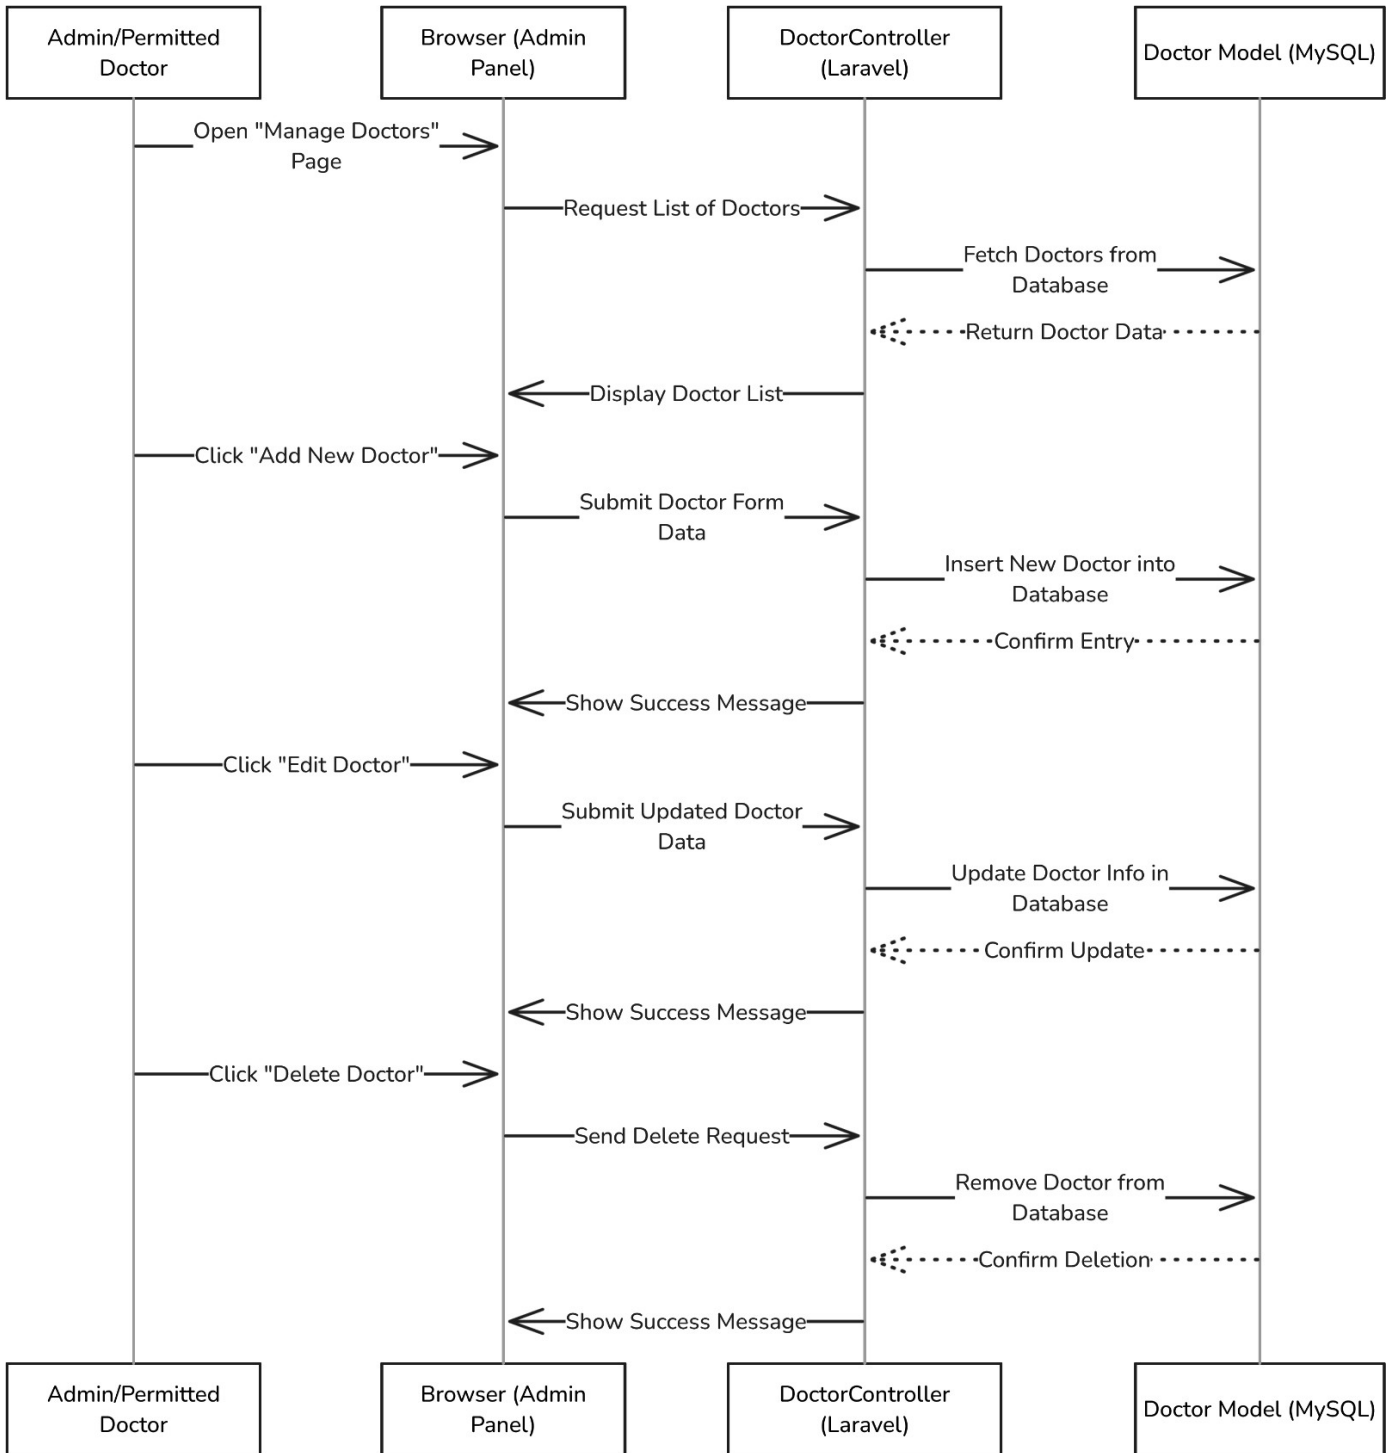 Admin/Permitted
Doctor
Browser (Admin
Panel)
DoctorController
(Laravel)
Doctor Model (MySQL)
Open "Manage Doctors"
Page
Request List of Doctors
Fetch Doctors from
Database
Return Doctor Data
Display Doctor List
Click "Add New Doctor"
Submit Doctor Form
Data
Insert New Doctor into
Database
Confirm Entry
Show Success Message
Click "Edit Doctor"
Submit Updated Doctor
Data
Update Doctor Info in
Database
Confirm Update
Show Success Message
Click "Delete Doctor"
Send Delete Request
Remove Doctor from
Database
Confirm Deletion
Show Success Message
Admin/Permitted
Doctor
Browser (Admin
Panel)
DoctorController
(Laravel)
Doctor Model (MySQL)